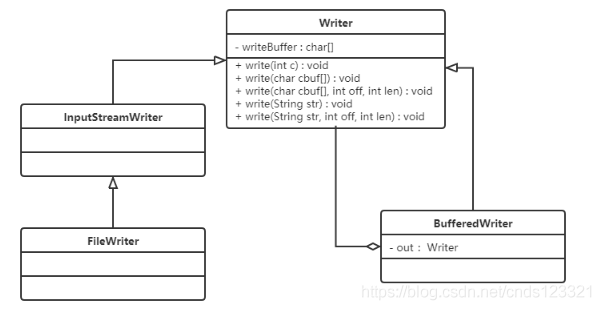 Writer
- writeBuffer : char[]
+ write(int c) : void
+ write(char cbuf[]) : void
+ write(char cbuf[], int off, int len) : void
+ write(String str) : void
+ write(String str, int off, int len) : void
InputStreamWriter
FileWriter
BufferedWriter
- out : Writer
https://blog.csdn.net/cnds123321